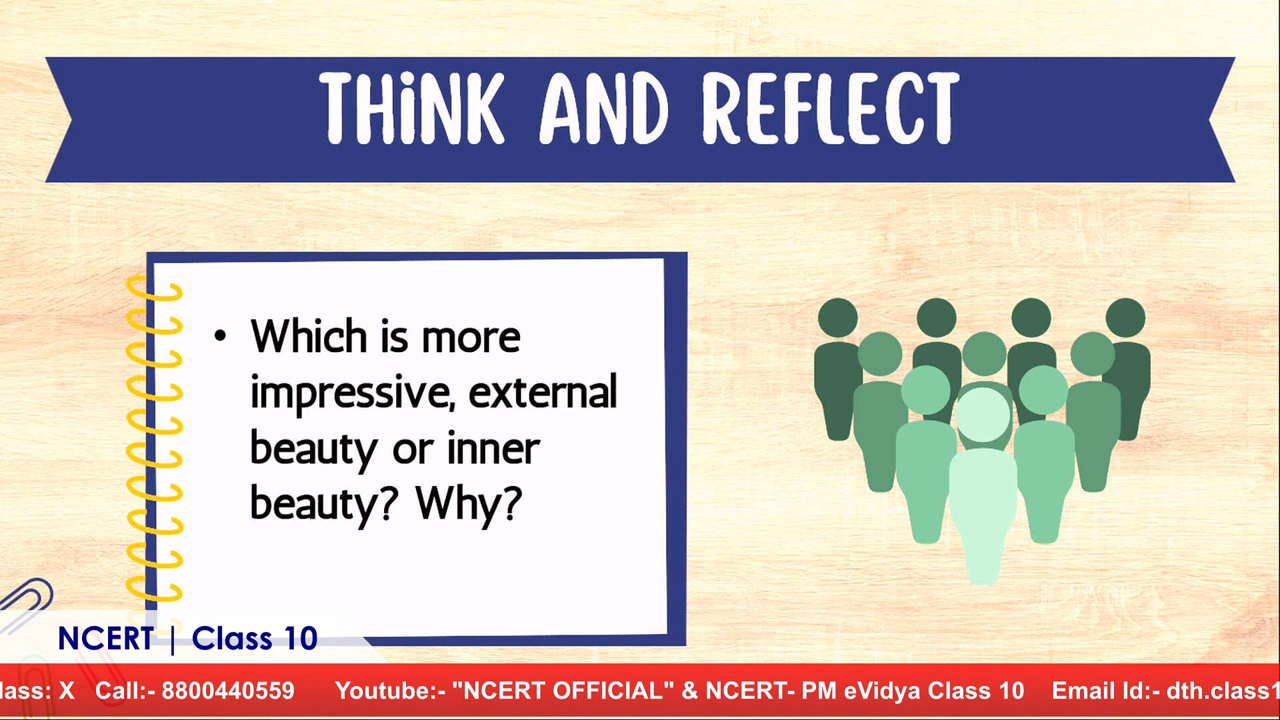 THiNK AND REFLECT
• Which is more
impressive, external
beauty or inner
beauty? Why?
NCERT | Class 10
lass: X Call:- 8800440559 Youtube:- "NCERT OFFICIAL" & NCERT- PM eVidya Class 10 Email Id:- dth.class1